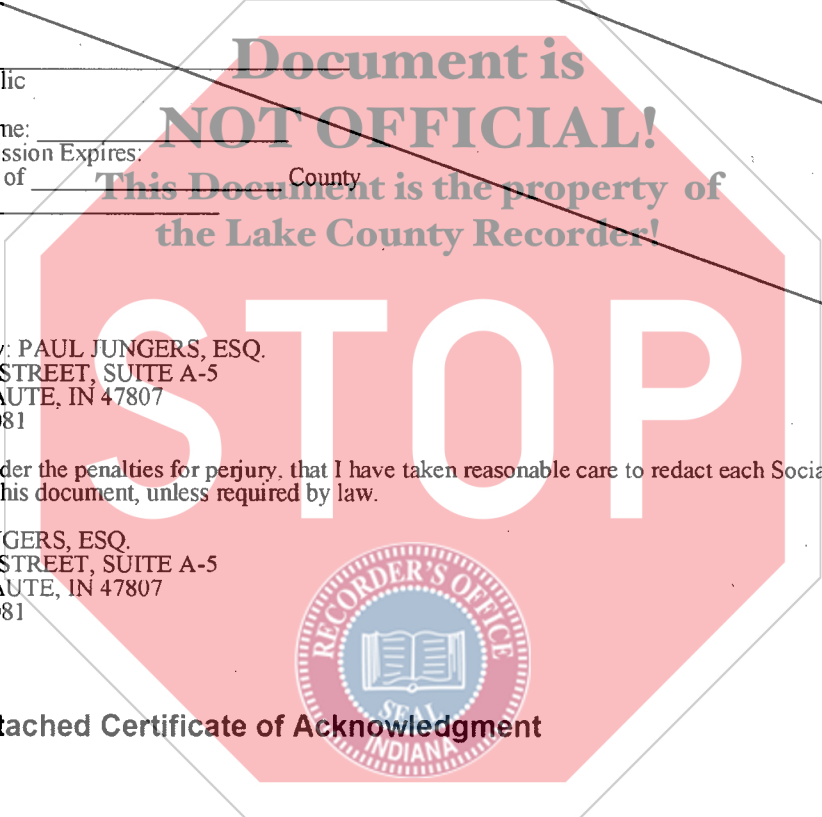 Document is
lic
NOT OFFICIAL!
ne:
ssion Expires:
of County
This Document is the property of
the Lake County Recorder!
STOP
: PAUL JUNGERS, ESQ.
STREET, SUITE A-5
UTE, IN 47807
81
der the penalties for perjury, that I have taken reasonable care to redact each Socia
his document, unless required by law.
GERS, ESQ.
STREET, SUITE A-5
UTE, IN 47807
81
RECORDER'S OFFICE
SEAL
INDIANA
tached Certificate of Acknowledgment